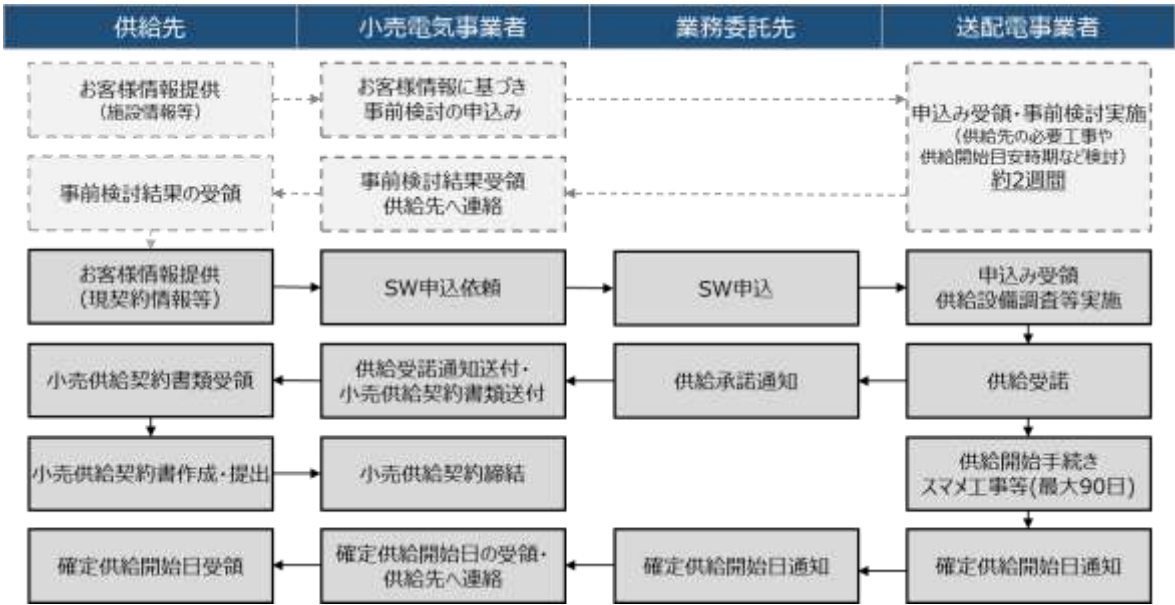 供給先
小売電気事業者
業務委託先
送配電事業者
お客様情報提供
(施設情報等)
お客様情報に基づき
事前検討の申込み
申込み受領・事前検討実施
(供給先の必要工事や
供給開始目安時期など検討)
約2週間
事前検討結果の受領
事前検討結果受領
供給先へ連絡
お客様情報提供
(現契約情報等)
SW申込依頼
SW申込
申込み受領
供給設備調査等実施
小売供給契約書類受領
供給受諾通知送付・
小売供給契約書類送付
供給承諾通知
供給受諾
小売供給契約書作成・提出
小売供給契約締結
供給開始手続き
スマメ工事等(最大90日)
確定供給開始日受領
確定供給開始日の受領・
供給先へ連絡
確定供給開始日通知
確定供給開始日通知